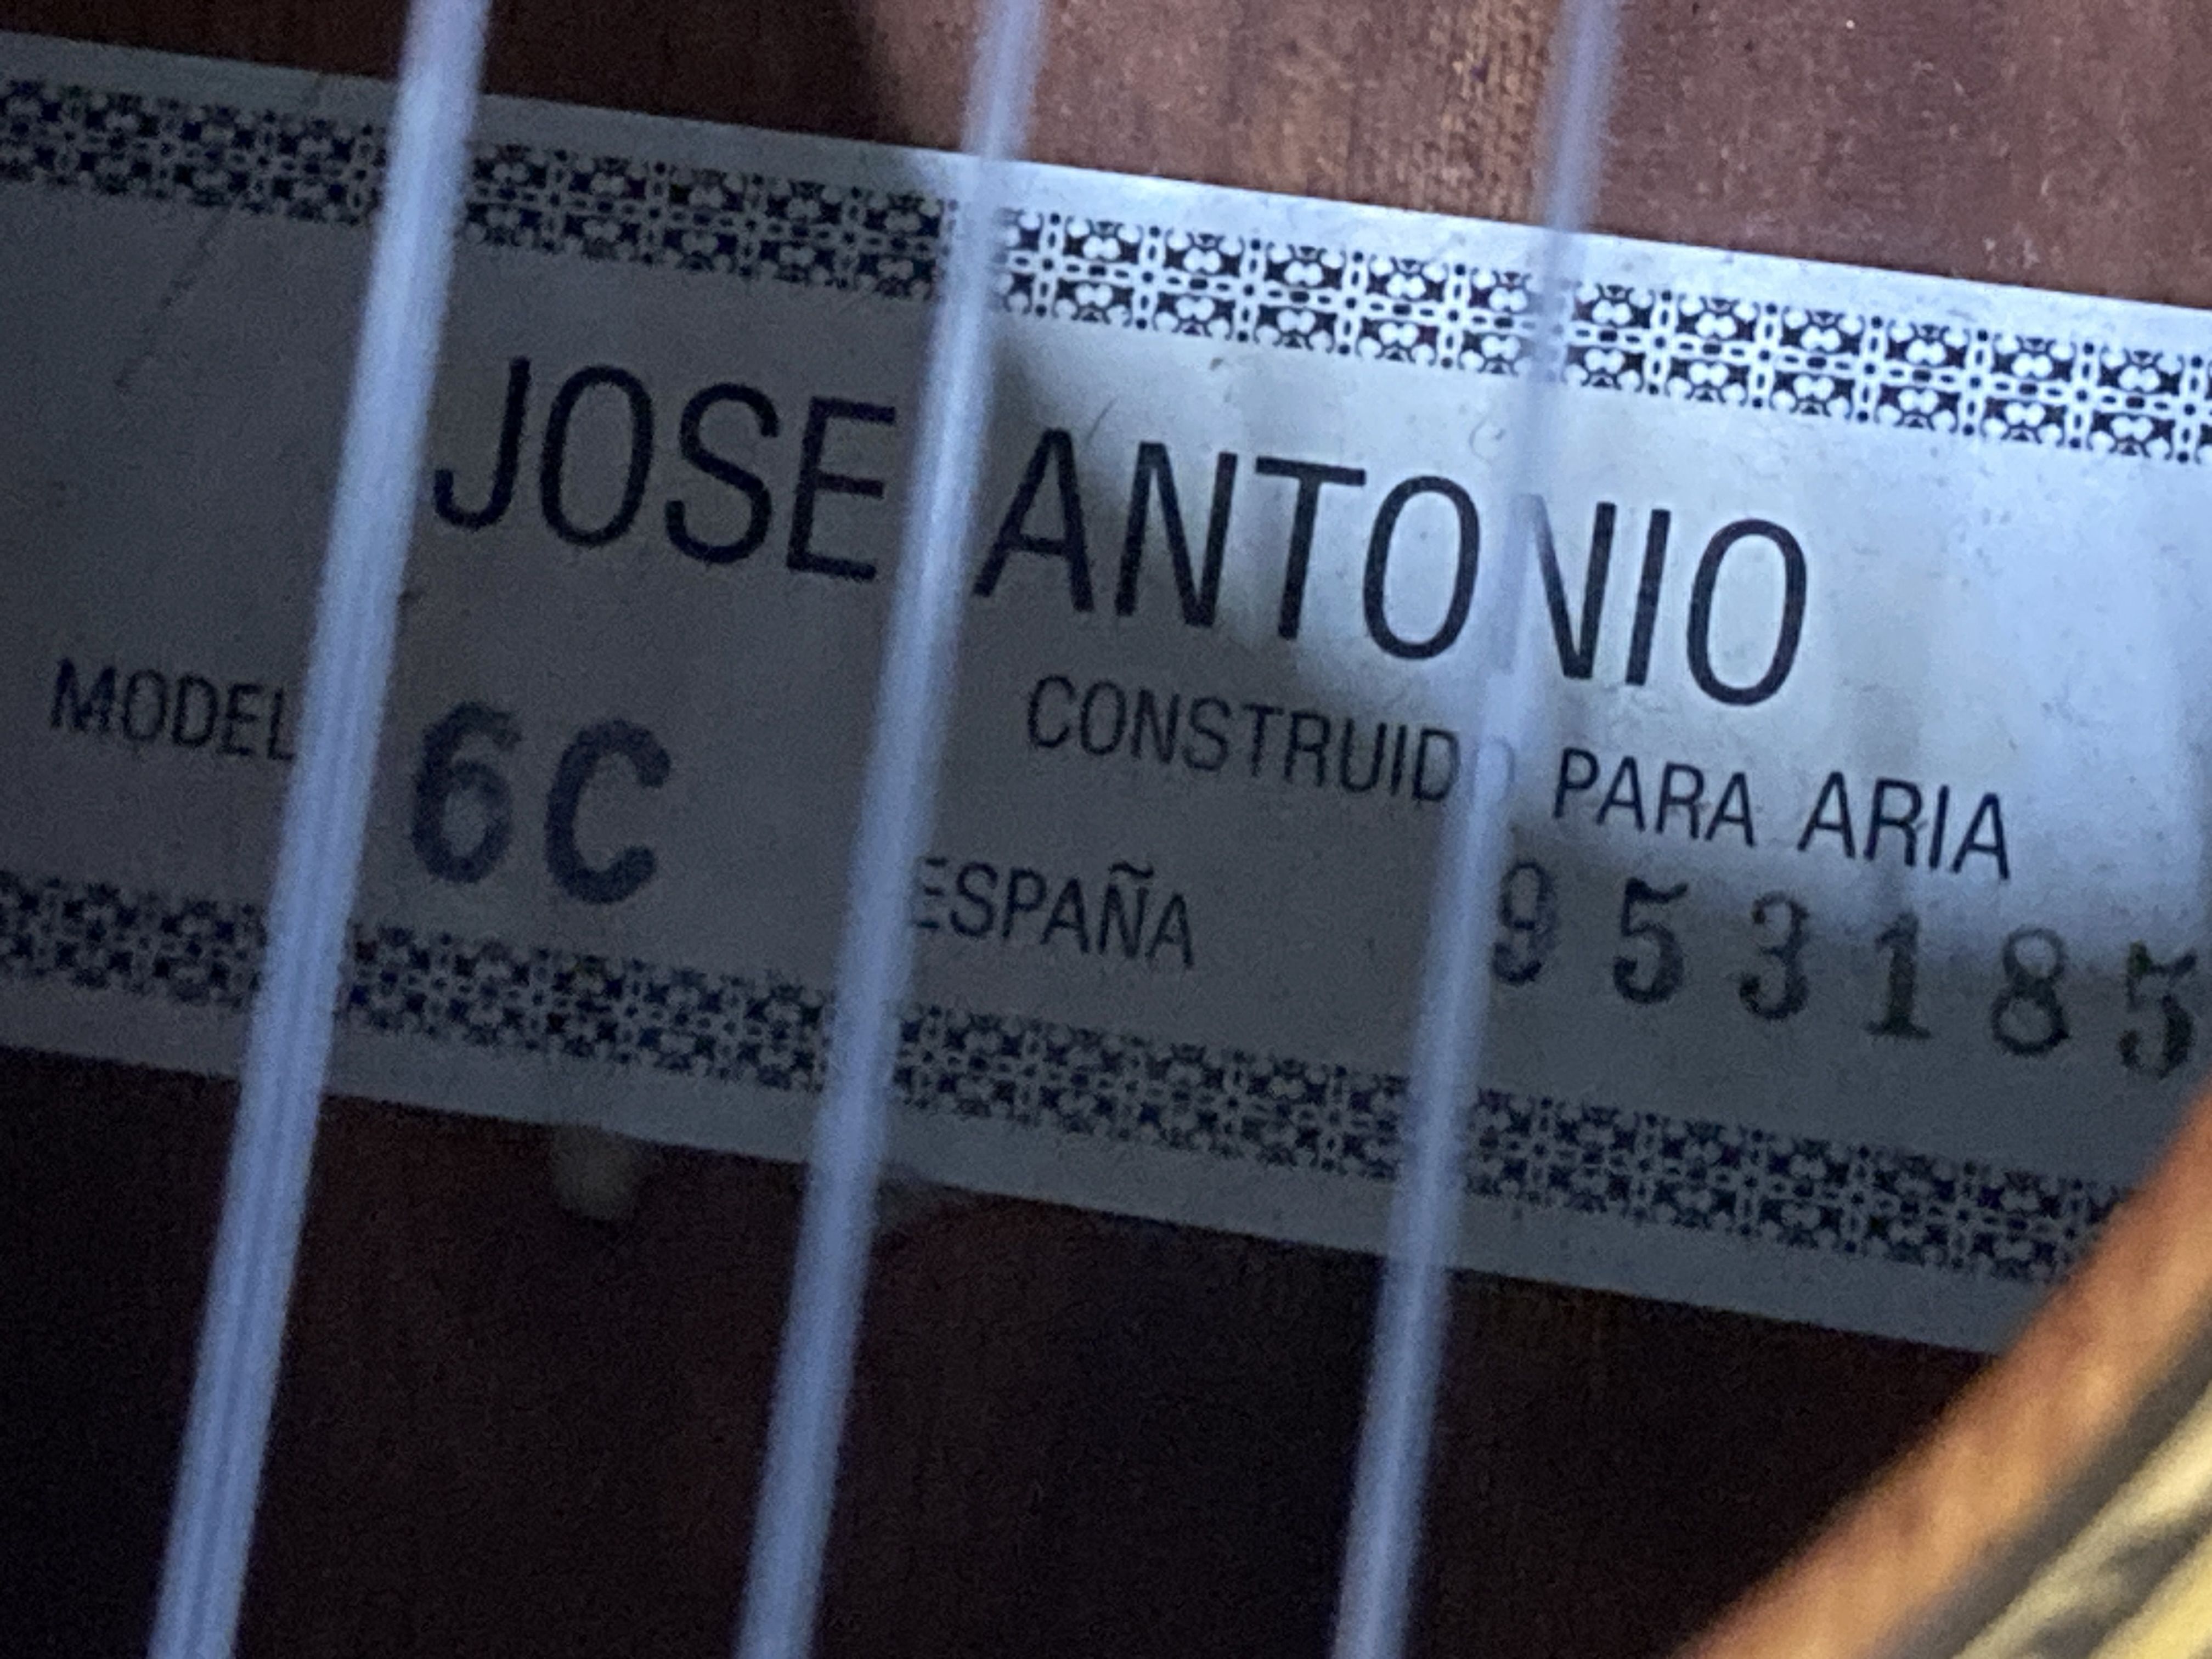 JOSE ANTONIO
MODEL 6C CONSTRUIDO PARA ARIA
ESPAÑA 953185